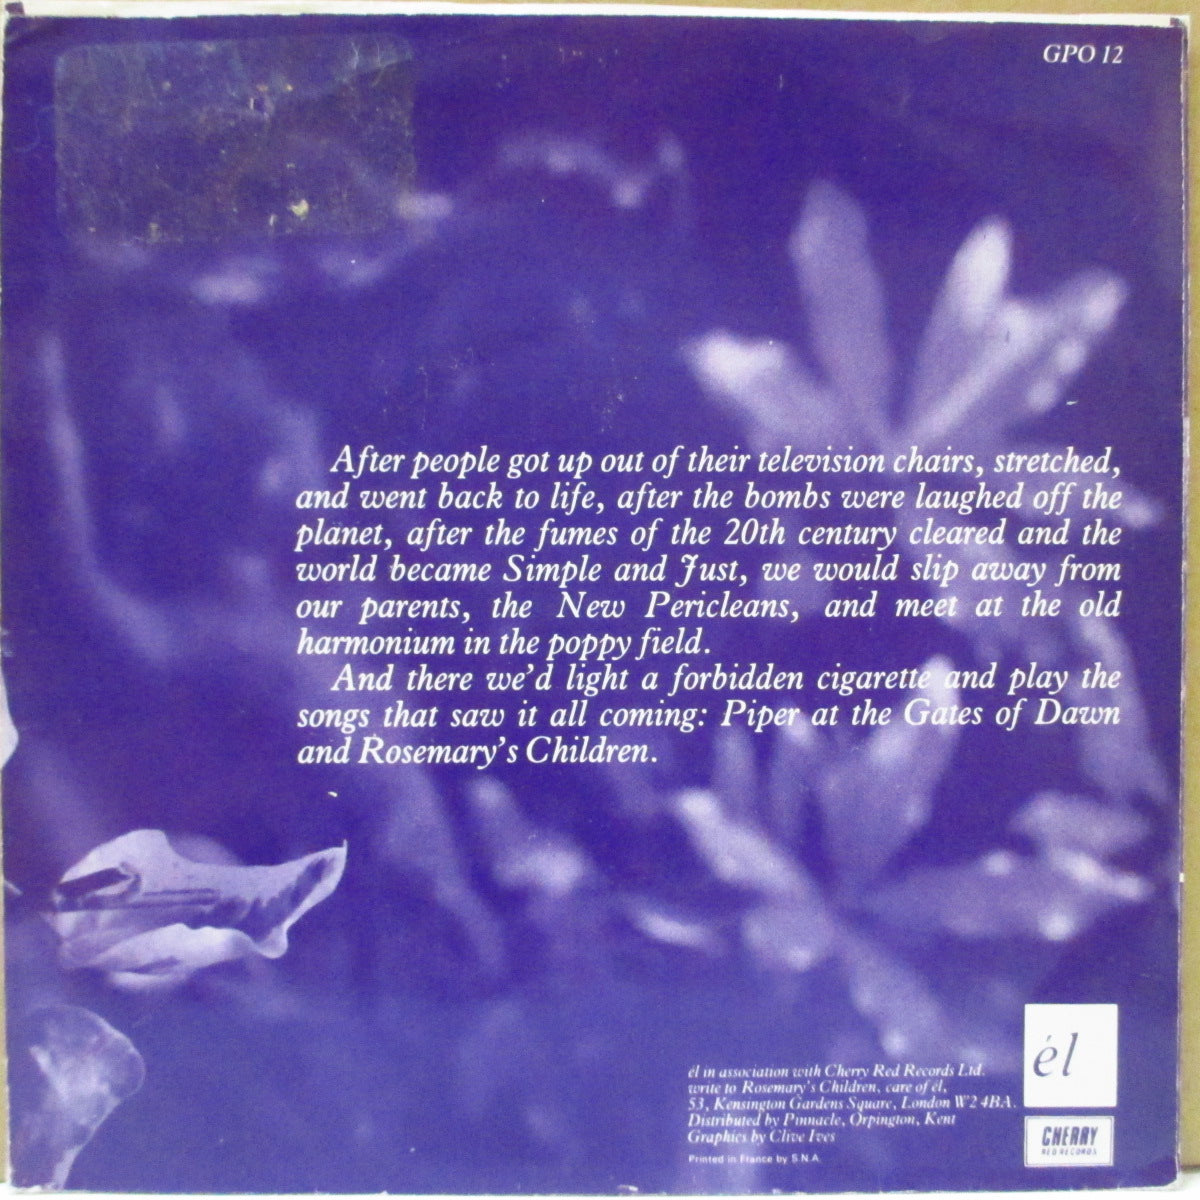 GPO 12
After people got up out of their television chairs, stretched,
and went back to life, after the bombs were laughed off the
planet, after the fumes of the 20th century cleared and the
world became Simple and Just, we would slip away from
our parents, the New Pericleans, and meet at the old
harmonium in the poppy field.
And there we'd light a forbidden cigarette and play the
songs that saw it all coming: Piper at the Gates of Dawn
and Rosemary's Children.
él in association with Cherry Red Records Ltd.
write to Rosemary's Children, care of él,
53, Kensington Gardens Square, London W2 4BA.
Distributed by Pinnacle, Orpington, Kent
Graphics by Clive Ives
Printed in France by S.N.A.
él
CHERRY
RED RECORDS